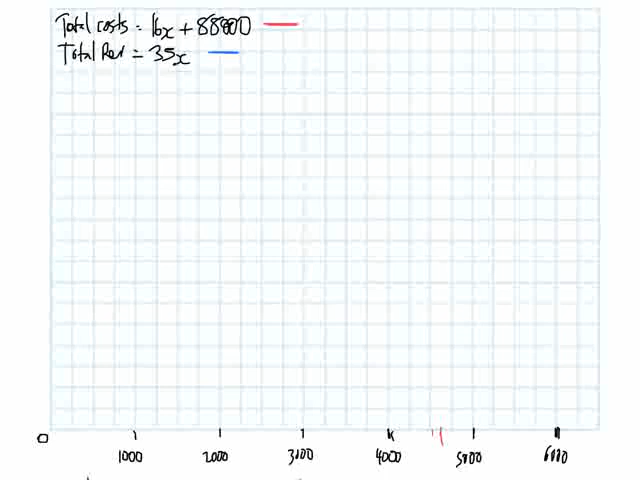 Total costs = 16x + 88800
Total Rev = 35x
0 1000 2000 3000 4000 5000 6000